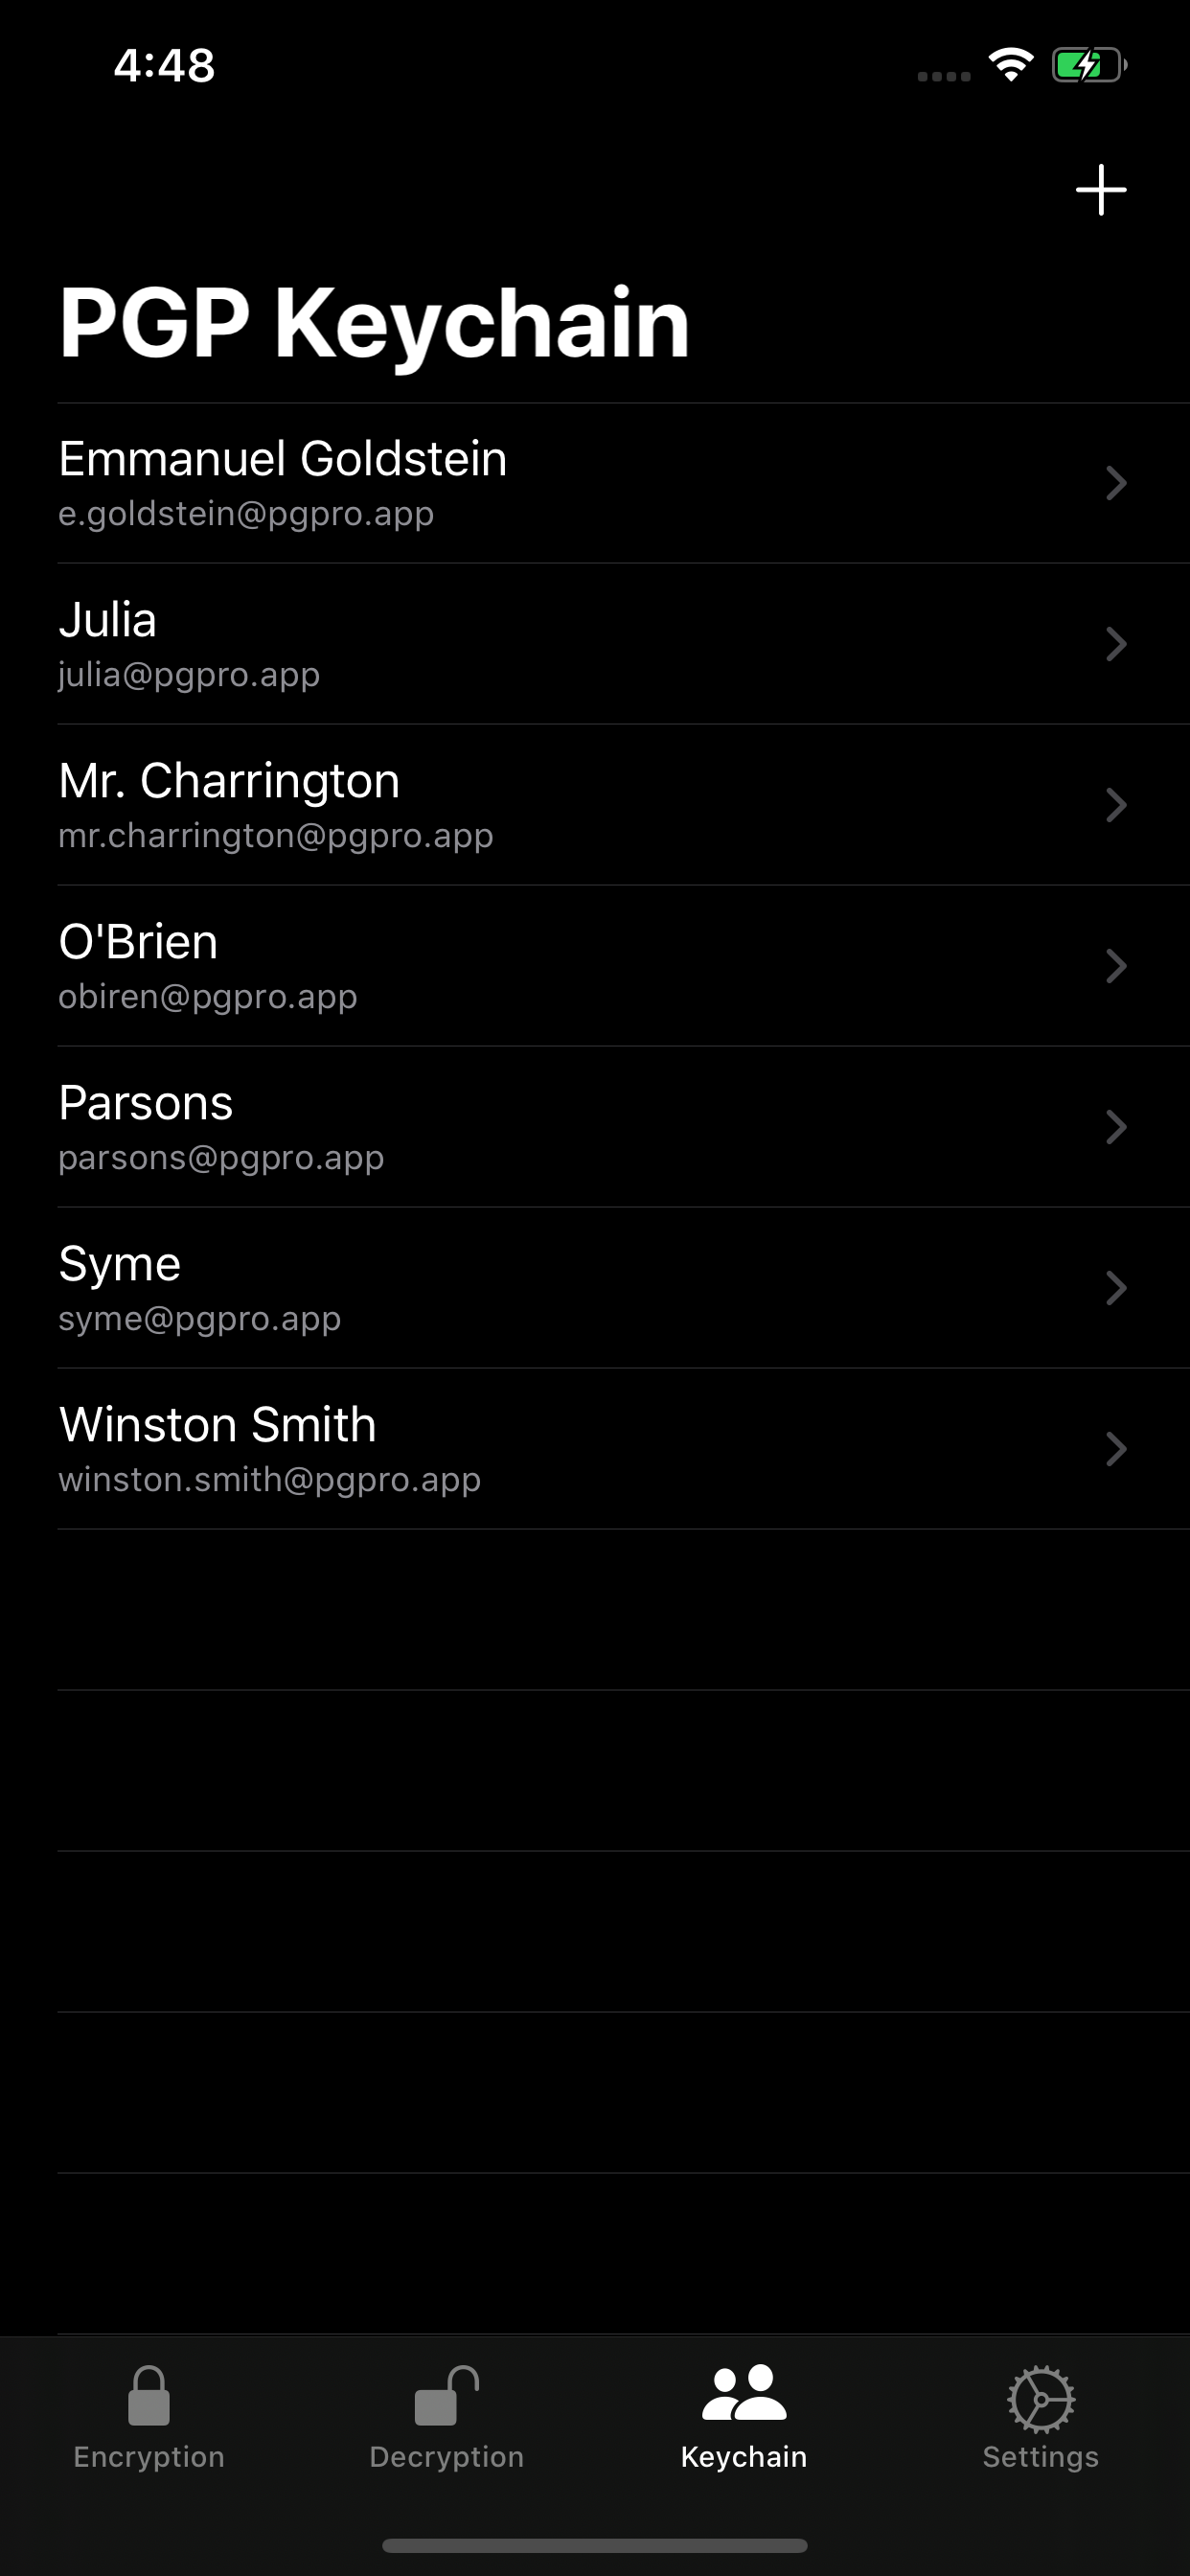 4:48
PGP Keychain
Emmanuel Goldstein
e.goldstein@pgpro.app
Julia
julia@pgpro.app
Mr. Charrington
mr.charrington@pgpro.app
O'Brien
obiren@pgpro.app
Parsons
parsons@pgpro.app
Syme
syme@pgpro.app
Winston Smith
winston.smith@pgpro.app
Encryption
Decryption
Keychain
Settings